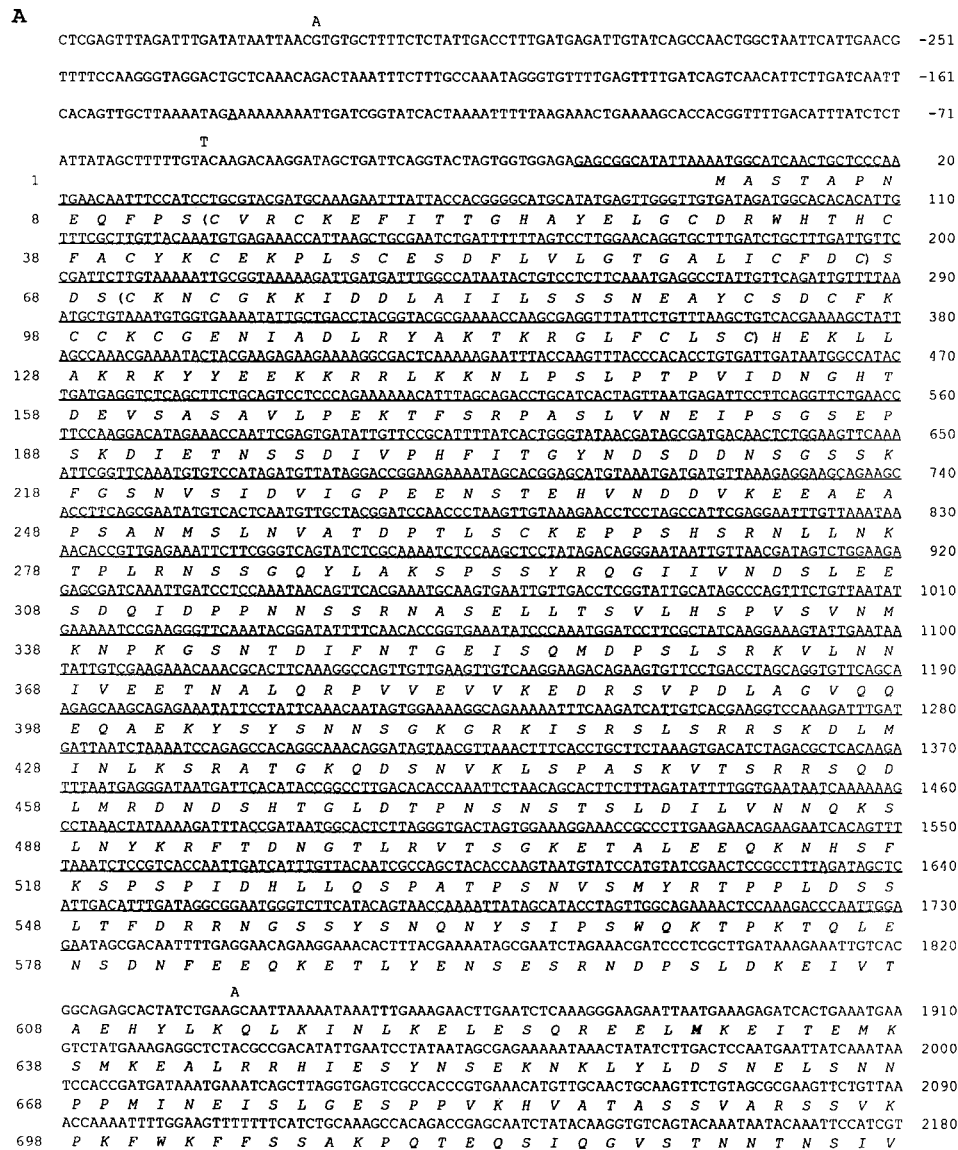 A
A
CTCGAGTTTAGATTTGATATAATTAACGTGTGCTTTTCTCTATTGACCTTTGATGAGATTGTATCAGCCAACTGGCTAATTCATTGAACG -251
TTTTCCAAGGGTAGGACTGCTCAAACAGACTAAATTTCTTTGCCAAATAGGGTGTTTTGAGTTTTGATCAGTCAACATTCTTGATCAATT -161
CACAGTTGCTTAAAATAGAAAAAAAAATTGATCGGTATCACTAAAATTTTTAAGAAACTGAAAAGCACCACGGTTTTGACATTTATCTCT -71
T
ATTATAGCTTTTTGTACAAGACAAGGATAGCTGATTCAGGTACTAGTGGTGGAGAGAGCGGCATATTAAAATGGCATCAACTGCTCCCAA 20
1 M A S T A P N
TGAACAATTTCCATCCTGCGTACGATGCAAAGAATTTATTACCACGGGGCATGCATATGAGTTGGGTTGTGATAGATGGCACACACATTG 110
8 E Q F P S (C V R C K E F I T T G H A Y E L G C D R W H T H C
TTTCGCTTGTTACAAATGTGAGAAACCATTAAGCTGCGAATCTGATTTTTTAGTCCTTGGAACAGGTGCTTTGATCTGCTTTGATTGTTC 200
38 F A C Y K C E K P L S C E S D F L V L G T G A L I C F D C) S
CGATTCTTGTAAAAATTGCGGTAAAAAGATTGATGATTTGGCCATAATACTGTCCTCTTCAAATGAGGCCTATTGTTCAGATTGTTTTAA 290
68 D S (C K N C G K K I D D L A I I L S S S N E A Y C S D C F K
ATGCTGTAAATGTGGTGAAAATATTGCTGACCTACGGTACGCGAAAACCAAGCGAGGTTTATTCTGTTTAAGCTGTCACGAAAAGCTATT 380
98 C C K C G E N I A D L R Y A K T K R G L F C L S C) H E K L L
AGCCAAACGAAAATACTACGAAGAGAAGAAAAGGCGACTCAAAAAGAATTTACCAAGTTTACCCACACCTGTGATTGATAATGGCCATAC 470
128 A K R K Y Y E E K K R R L K K N L P S L P T P V I D N G H T
TGATGAGGTCTCAGCTTCTGCAGTCCTCCCAGAAAAAACATTTAGCAGACCTGCATCACTAGTTAATGAGATTCCTTCAGGTTCTGAACC 560
158 D E V S A S A V L P E K T F S R P A S L V N E I P S G S E P
TTCCAAGGACATAGAAACCAATTCGAGTGATATTGTTCCGCATTTTATCACTGGGTATAACGATAGCGATGACAACTCTGGAAGTTCAAA 650
188 S K D I E T N S S D I V P H F I T G Y N D S D D N S G S S K
ATTCGGTTCAAATGTGTCCATAGATGTTATAGGACCGGAAGAAAATAGCACGGAGCATGTAAATGATGATGTTAAAGAGGAAGCAGAAGC 740
218 F G S N V S I D V I G P E E N S T E H V N D D V K E E A E A
ACCTTCAGCGAATATGTCACTCAATGTTGCTACGGATCCAACCCTAAGTTGTAAAGAACCTCCTAGCCATTCGAGGAATTTGTTAAATAA 830
248 P S A N M S L N V A T D P T L S C K E P P S H S R N L L N K
AACACCGTTGAGAAATTCTTCGGGTCAGTATCTCGCAAAATCTCCAAGCTCCTATAGACAGGGAATAATTGTTAACGATAGTCTGGAAGA 920
278 T P L R N S S G Q Y L A K S P S S Y R Q G I I V N D S L E E
GAGCGATCAAATTGATCCTCCAAATAACAGTTCACGAAATGCAAGTGAATTGTTGACCTCGGTATTGCATAGCCCAGTTTCTGTTAATAT 1010
308 S D Q I D P P N N S S R N A S E L L T S V L H S P V S V N M
GAAAAATCCGAAGGGTTCAAATACGGATATTTTCAACACCGGTGAAATATCCCAAATGGATCCTTCGCTATCAAGGAAAGTATTGAATAA 1100
338 K N P K G S N T D I F N T G E I S Q M D P S L S R K V L N N
TATTGTCGAAGAAACAAACGCACTTCAAAGGCCAGTTGTTGAAGTTGTCAAGGAAGACAGAAGTGTTCCTGACCTAGCAGGTGTTCAGCA 1190
368 I V E E T N A L Q R P V V E V V K E D R S V P D L A G V Q Q
AGAGCAAGCAGAGAAATATTCCTATTCAAACAATAGTGGAAAAGGCAGAAAAATTTCAAGATCATTGTCACGAAGGTCCAAAGATTTGAT 1280
398 E Q A E K Y S Y S N N S G K G R K I S R S L S R R S K D L M
GATTAATCTAAAATCCAGAGCCACAGGCAAACAGGATAGTAACGTTAAACTTTCACCTGCTTCTAAAGTGACATCTAGACGCTCACAAGA 1370
428 I N L K S R A T G K Q D S N V K L S P A S K V T S R R S Q D
TTTAATGAGGGATAATGATTCACATACCGGCCTTGACACACCAAATTCTAACAGCACTTCTTTAGATATTTTGGTGAATAATCAAAAAAG 1460
458 L M R D N D S H T G L D T P N S N S T S L D I L V N N Q K S
CCTAAACTATAAAAGATTTACCGATAATGGCACTCTTAGGGTGACTAGTGGAAAGGAAACCGCCCTTGAAGAACAGAAGAATCACAGTTT 1550
488 L N Y K R F T D N G T L R V T S G K E T A L E E Q K N H S F
TAAATCTCCGTCACCAATTGATCATTTGTTACAATCGCCAGCTACACCAAGTAATGTATCCATGTATCGAACTCCGCCTTTAGATAGCTC 1640
518 K S P S P I D H L L Q S P A T P S N V S M Y R T P P L D S S
ATTGACATTTGATAGGCGGAATGGGTCTTCATACAGTAACCAAAATTATAGCATACCTAGTTGGCAGAAAACTCCAAAGACCCAATTGGA 1730
548 L T F D R R N G S S Y S N Q N Y S I P S W Q K T P K T Q L E
GAATAGCGACAATTTTGAGGAACAGAAGGAAACACTTTACGAAAATAGCGAATCTAGAAACGATCCCTCGCTTGATAAAGAAATTGTCAC 1820
578 N S D N F E E Q K E T L Y E N S E S R N D P S L D K E I V T
A
GGCAGAGCACTATCTGAAGCAATTAAAAATAAATTTGAAAGAACTTGAATCTCAAAGGGAAGAATTAATGAAAGAGATCACTGAAATGAA 1910
608 A E H Y L K Q L K I N L K E L E S Q R E E L M K E I T E M K
GTCTATGAAAGAGGCTCTACGCCGACATATTGAATCCTATAATAGCGAGAAAAATAAACTATATCTTGACTCCAATGAATTATCAAATAA 2000
638 S M K E A L R R H I E S Y N S E K N K L Y L D S N E L S N N
TCCACCGATGATAAATGAAATCAGCTTAGGTGAGTCGCCACCCGTGAAACATGTTGCAACTGCAAGTTCTGTAGCGCGAAGTTCTGTTAA 2090
668 P P M I N E I S L G E S P P V K H V A T A S S V A R S S V K
ACCAAAATTTTGGAAGTTTTTTTCATCTGCAAAGCCACAGACCGAGCAATCTATACAAGGTGTCAGTACAAATAATACAAATTCCATCGT 2180
698 P K F W K F F S S A K P Q T E Q S I Q G V S T N N T N S I V